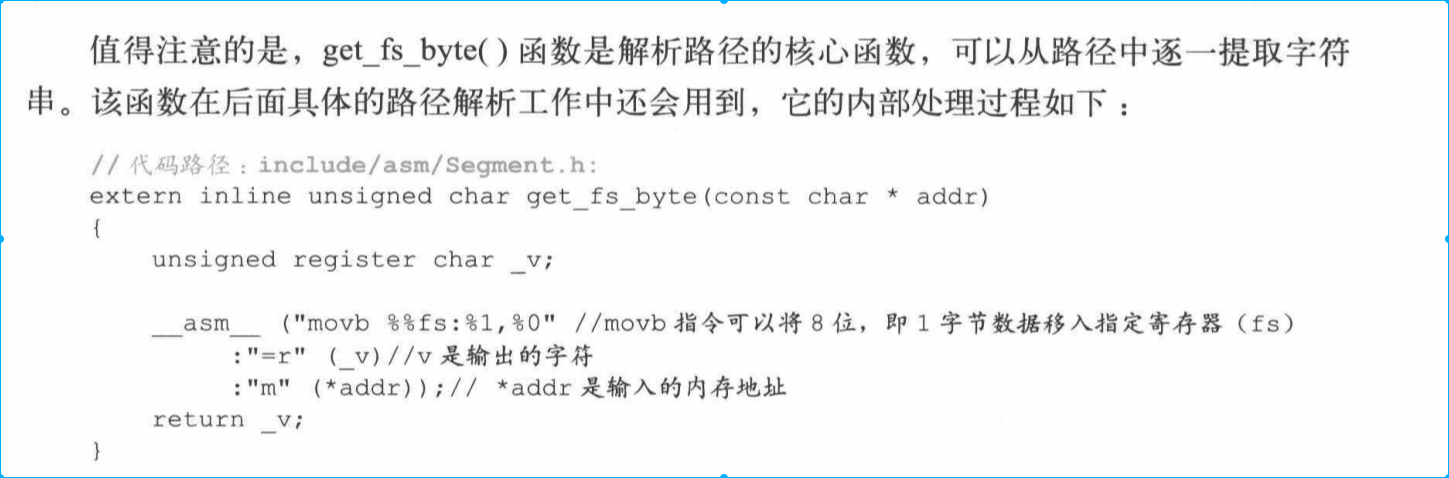 值得注意的是，get_fs_byte( ) 函数是解析路径的核心函数，可以从路径中逐一提取字符
串。该函数在后面具体的路径解析工作中还会用到，它的内部处理过程如下：
// 代码路径：include/asm/Segment.h:
extern inline unsigned char get_fs_byte(const char * addr)
{
unsigned register char _v;
__asm__ ("movb %%fs:%1,%0" //movb 指令可以将 8 位，即 1 字节数据移入指定寄存器（fs）
:"=r" (_v)//v 是输出的字符
:"m" (*addr));// *addr 是输入的内存地址
return _v;
}